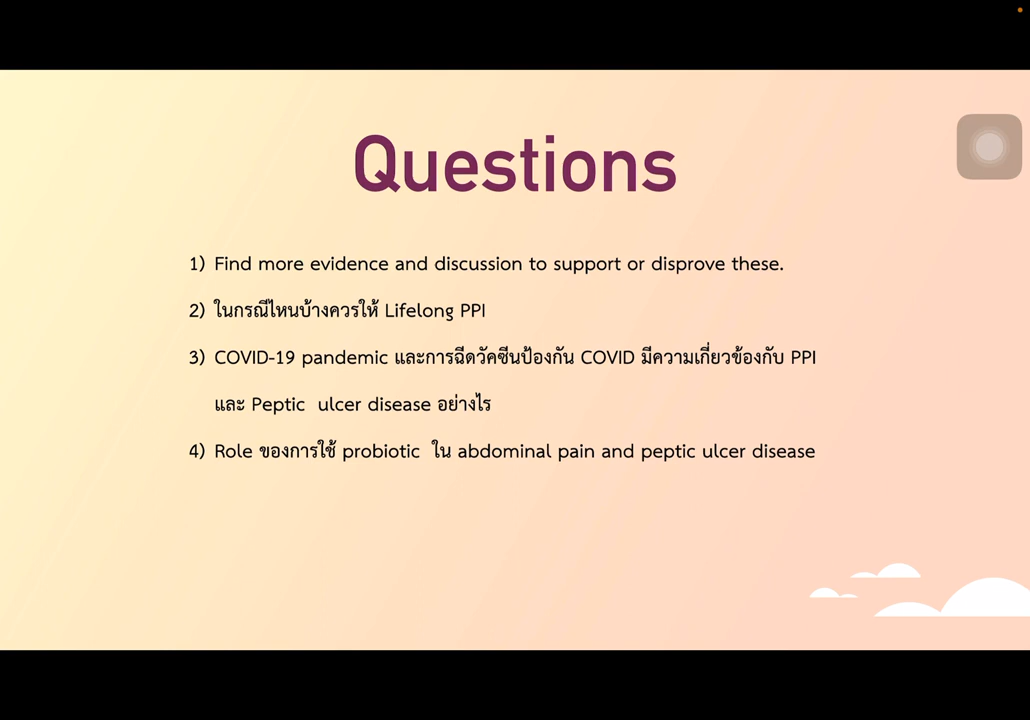 Questions
1) Find more evidence and discussion to support or disprove these.
2) ในกรณีไหนบ้างควรให้ Lifelong PPI
3) COVID-19 pandemic และการฉีดวัคซีนป้องกัน COVID มีความเกี่ยวข้องกับ PPI
และ Peptic ulcer disease อย่างไร
4) Role ของการใช้ probiotic ใน abdominal pain and peptic ulcer disease